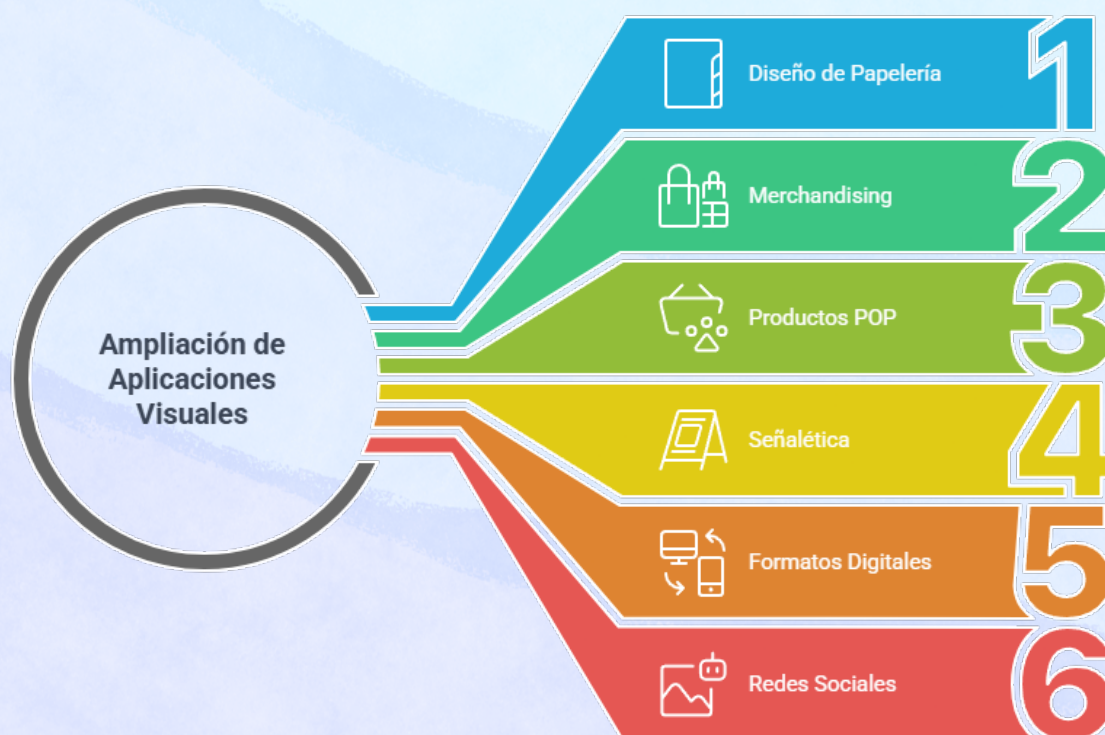 Ampliación de
Aplicaciones
Visuales
Diseño de Papelería
1
Merchandising
2
Productos POP
3
Señalética
4
Formatos Digitales
5
Redes Sociales
6